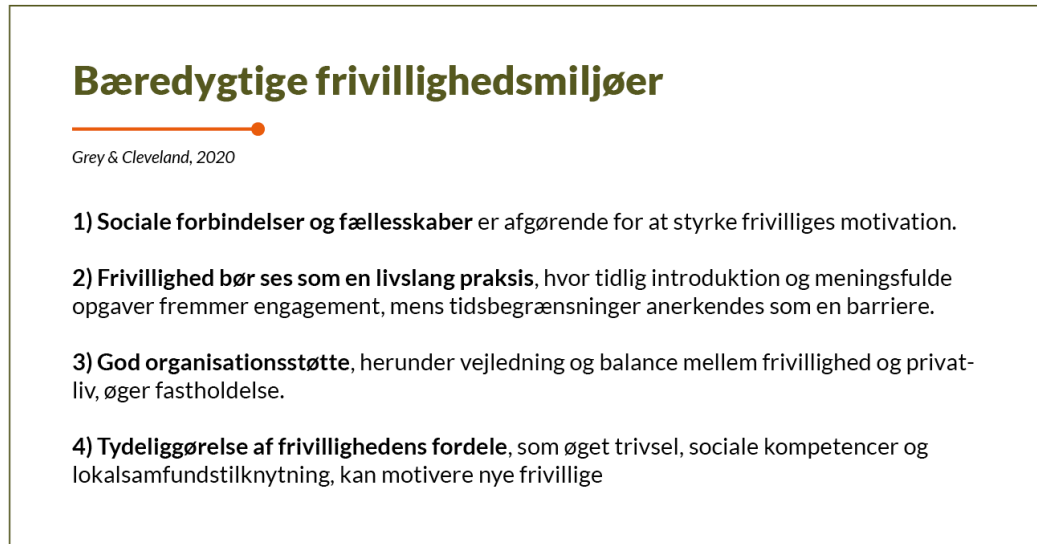 Bæredygtige frivillighedsmiljøer
Grey & Cleveland, 2020
1) Sociale forbindelser og fællesskaber er afgørende for at styrke frivilliges motivation.
2) Frivillighed bør ses som en livslang praksis, hvor tidlig introduktion og meningsfulde
opgaver fremmer engagement, mens tidsbegrænsninger anerkendes som en barriere.
3) God organisationsstøtte, herunder vejledning og balance mellem frivillighed og privat-
liv, øger fastholdelse.
4) Tydeliggørelse af frivillighedens fordele, som øget trivsel, sociale kompetencer og
lokalsamfundstilknytning, kan motivere nye frivillige